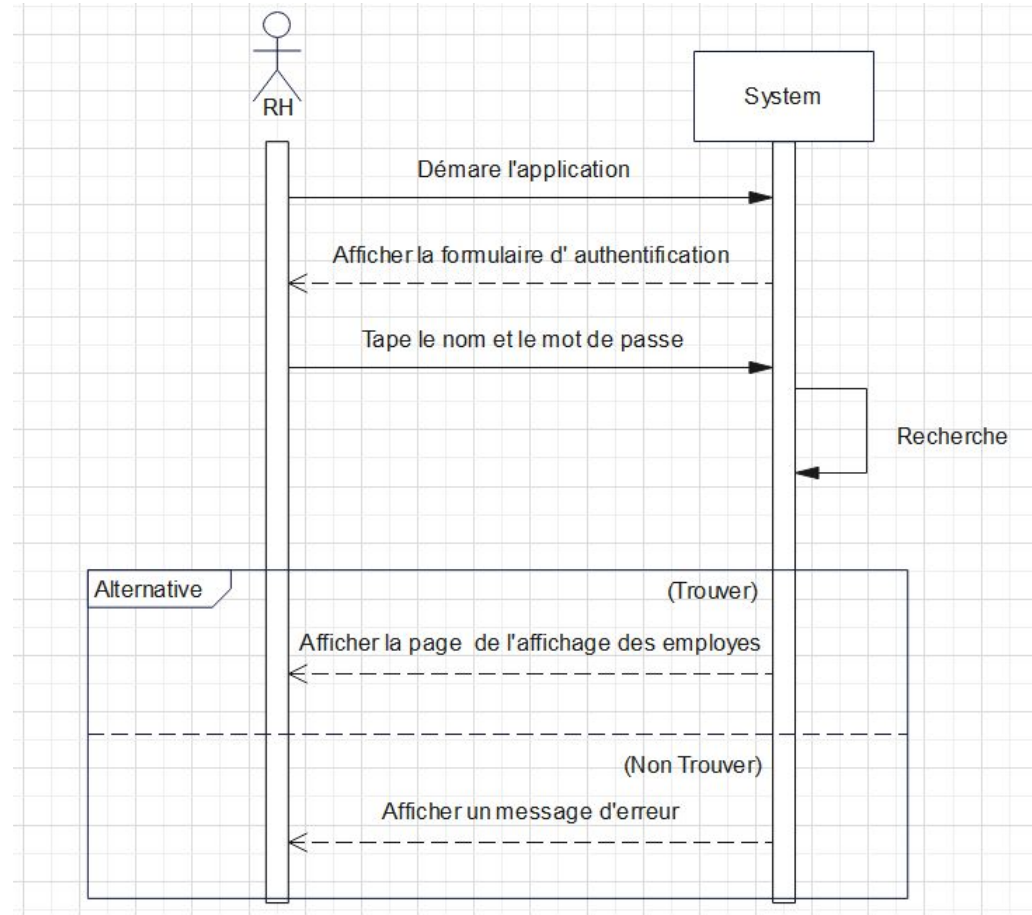 RH
System
Démare l'application
Afficher la formulaire d' authentification
Tape le nom et le mot de passe
Recherche
Alternative
(Trouver)
Afficher la page de l'affichage des employes
(Non Trouver)
Afficher un message d'erreur